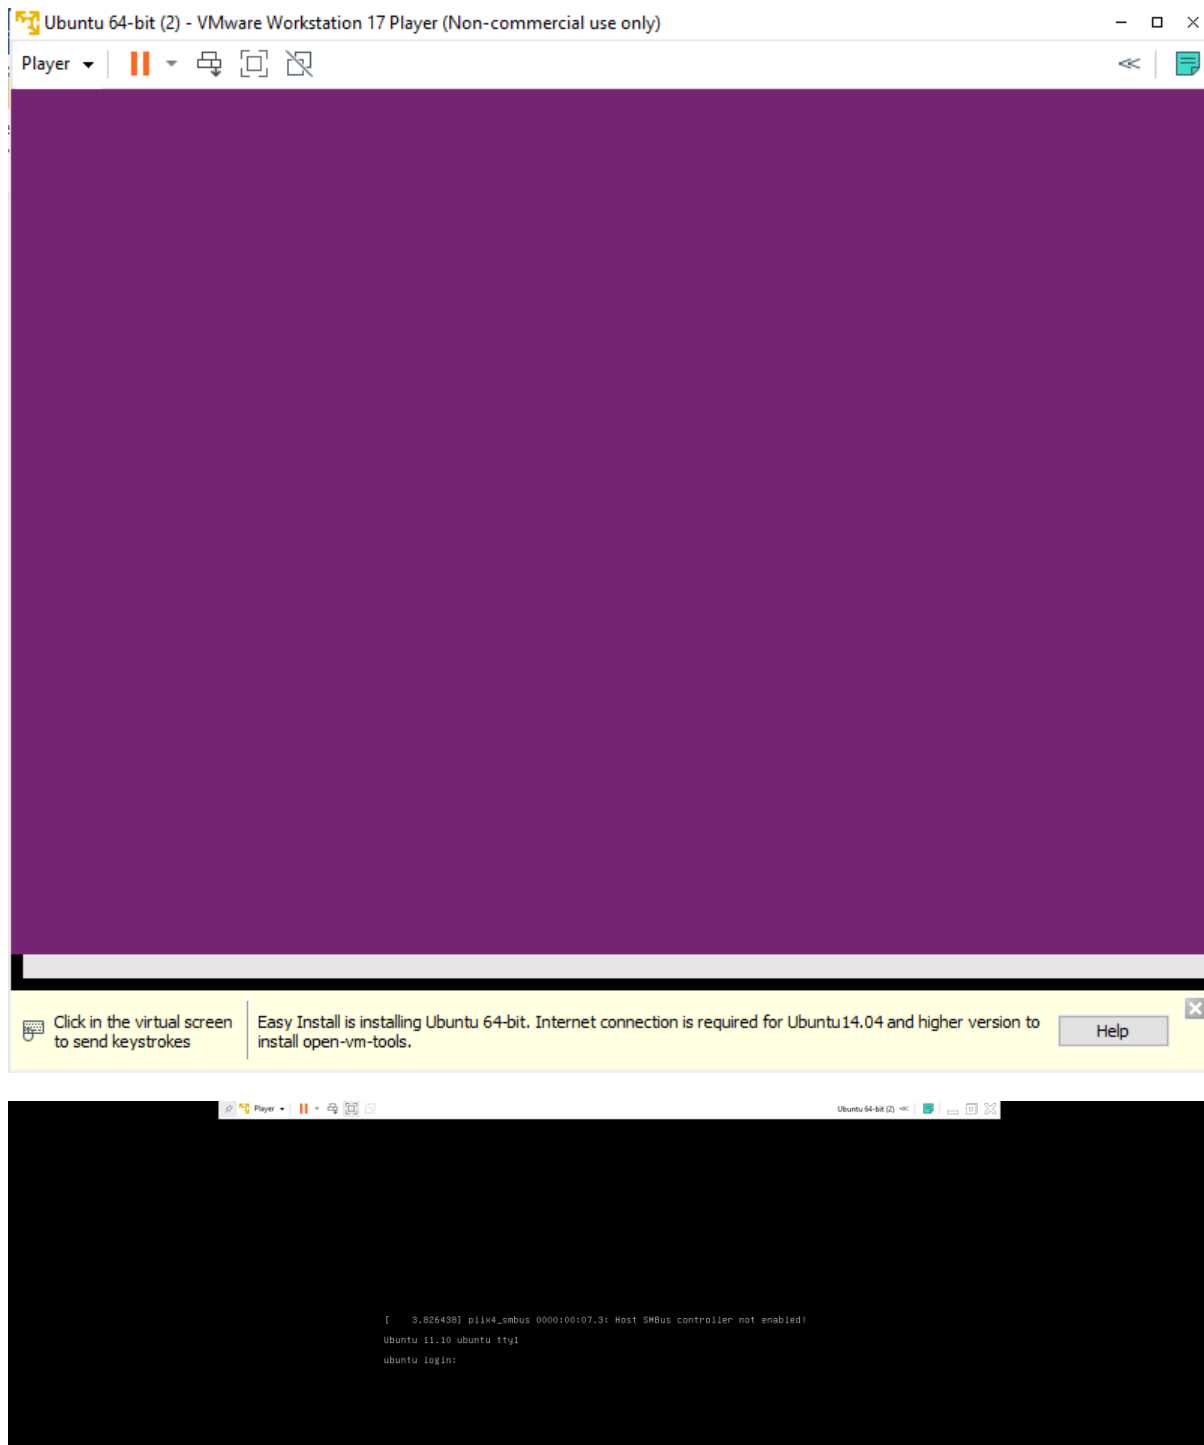 Ubuntu 64-bit (2) - VMware Workstation 17 Player (Non-commercial use only)
Player
Click in the virtual screen
to send keystrokes
Easy Install is installing Ubuntu 64-bit. Internet connection is required for Ubuntu14.04 and higher version to
install open-vm-tools.
Help
Player
Ubuntu 64-bit (2)
[    3.826438] piix4_smbus 0000:00:07.3: Host SMBus controller not enabled!
Ubuntu 11.10 ubuntu tty1
ubuntu login: